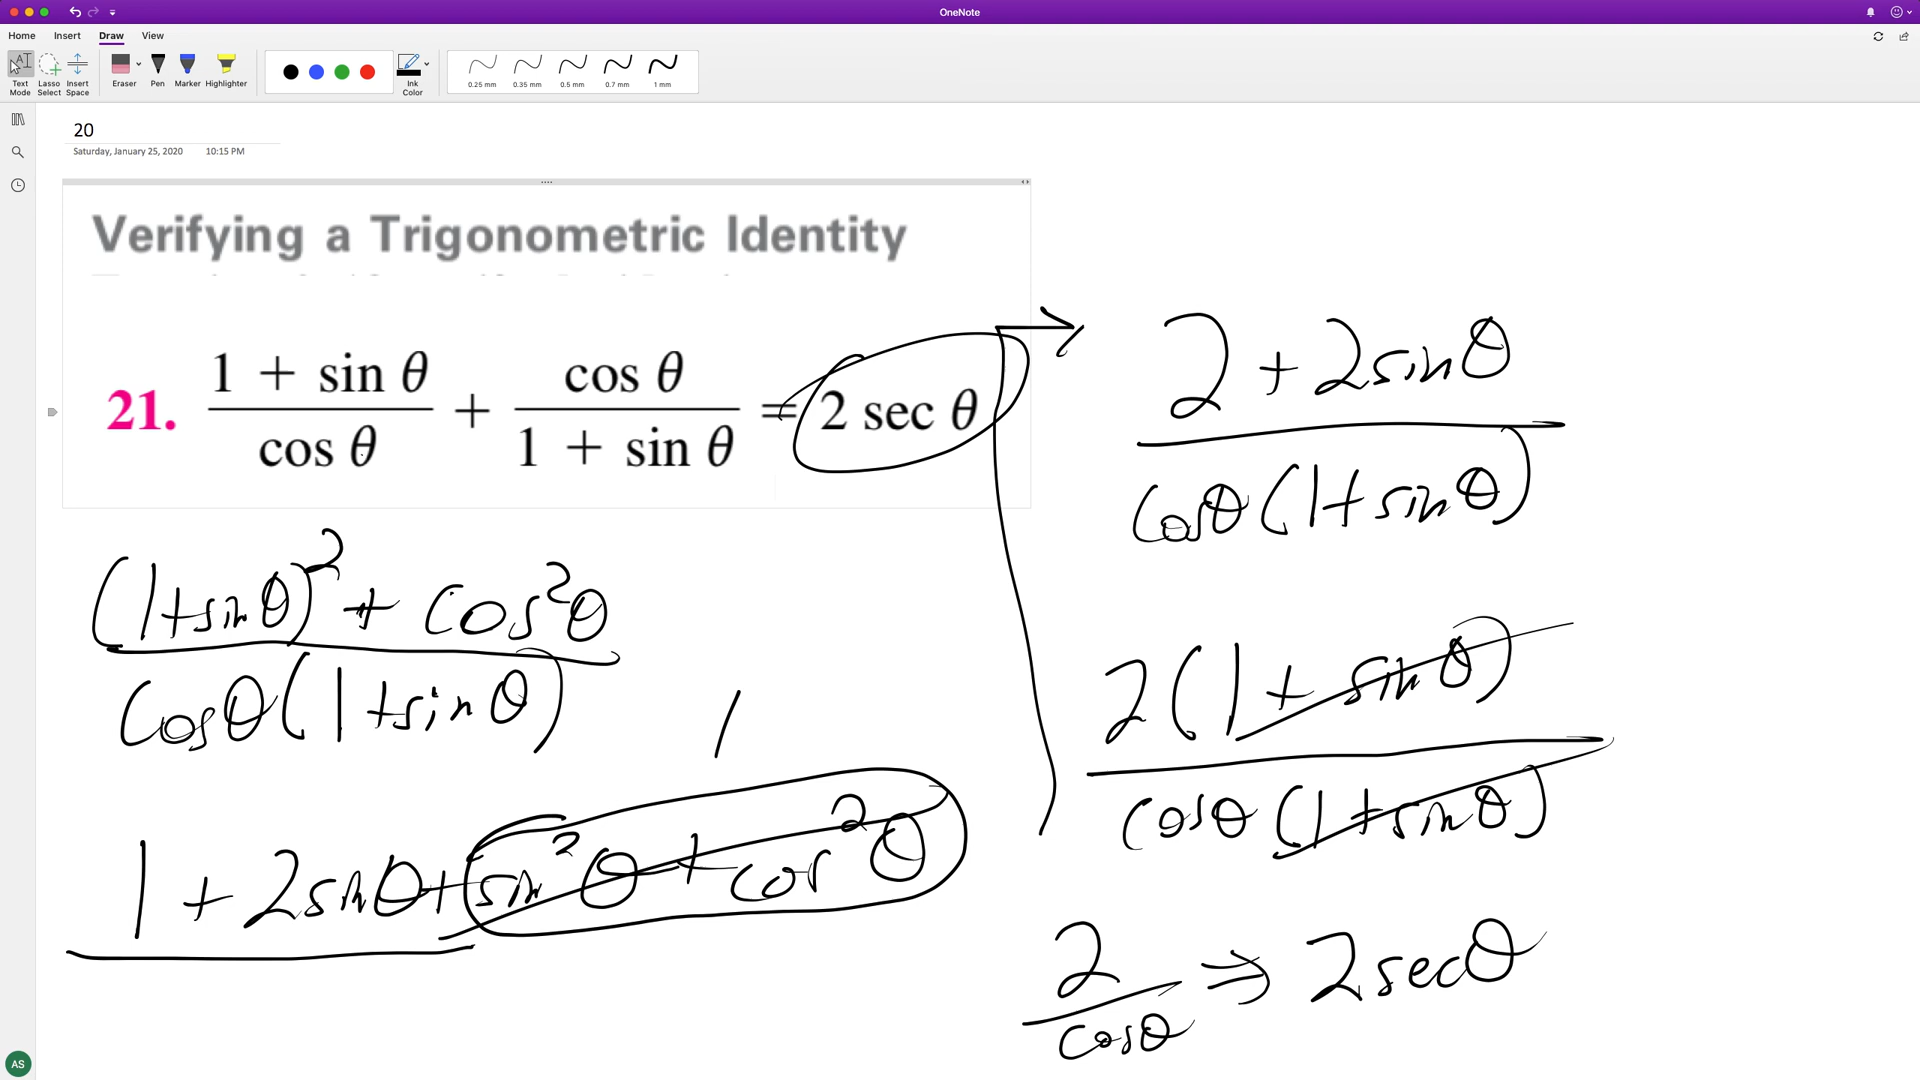 OneNote
Home Insert Draw View
Text Mode Lasso Select Insert Space Eraser Pen Marker Highlighter Ink Color 0.25 mm 0.35 mm 0.5 mm 0.7 mm 1 mm
20
Saturday, January 25, 2020 10:15 PM
Verifying a Trigonometric Identity
21. (1 + sin θ)/(cos θ) + (cos θ)/(1 + sin θ) = 2 sec θ
(1+sinθ)² + cos²θ
cosθ(1+sinθ)
1
1 + 2sinθ + sin²θ + cos²θ
2 + 2sinθ
cosθ(1+sinθ)
2(1+sinθ)
cosθ(1+sinθ)
2/cosθ ⇒ 2secθ
AS